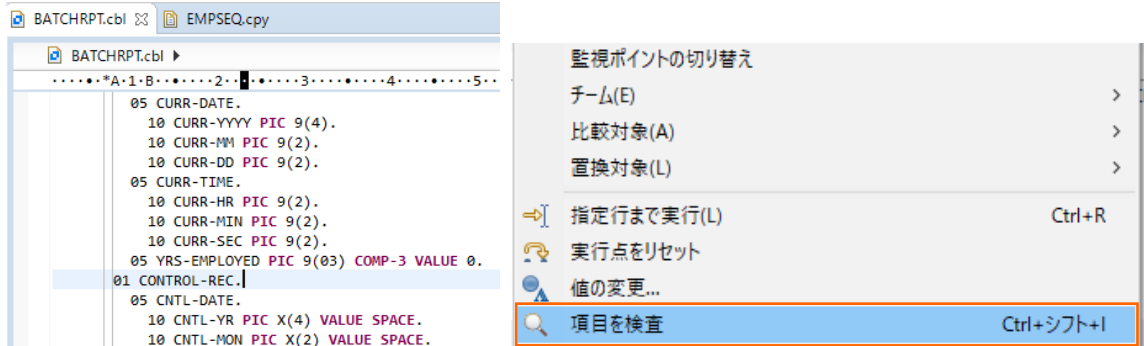 BATCHRPT.cbl
EMPSEQ.cpy
BATCHRPT.cbl
····•·*A·1·B··•····2··▮·•····3····•····4····•····5··
05 CURR-DATE.
10 CURR-YYYY PIC 9(4).
10 CURR-MM PIC 9(2).
10 CURR-DD PIC 9(2).
05 CURR-TIME.
10 CURR-HR PIC 9(2).
10 CURR-MIN PIC 9(2).
10 CURR-SEC PIC 9(2).
05 YRS-EMPLOYED PIC 9(03) COMP-3 VALUE 0.
01 CONTROL-REC.
05 CNTL-DATE.
10 CNTL-YR PIC X(4) VALUE SPACE.
10 CNTL-MON PIC X(2) VALUE SPACE.
監視ポイントの切り替え
チーム(E)
比較対象(A)
置換対象(L)
指定行まで実行(L) Ctrl+R
実行点をリセット
値の変更...
項目を検査 Ctrl+シフト+I